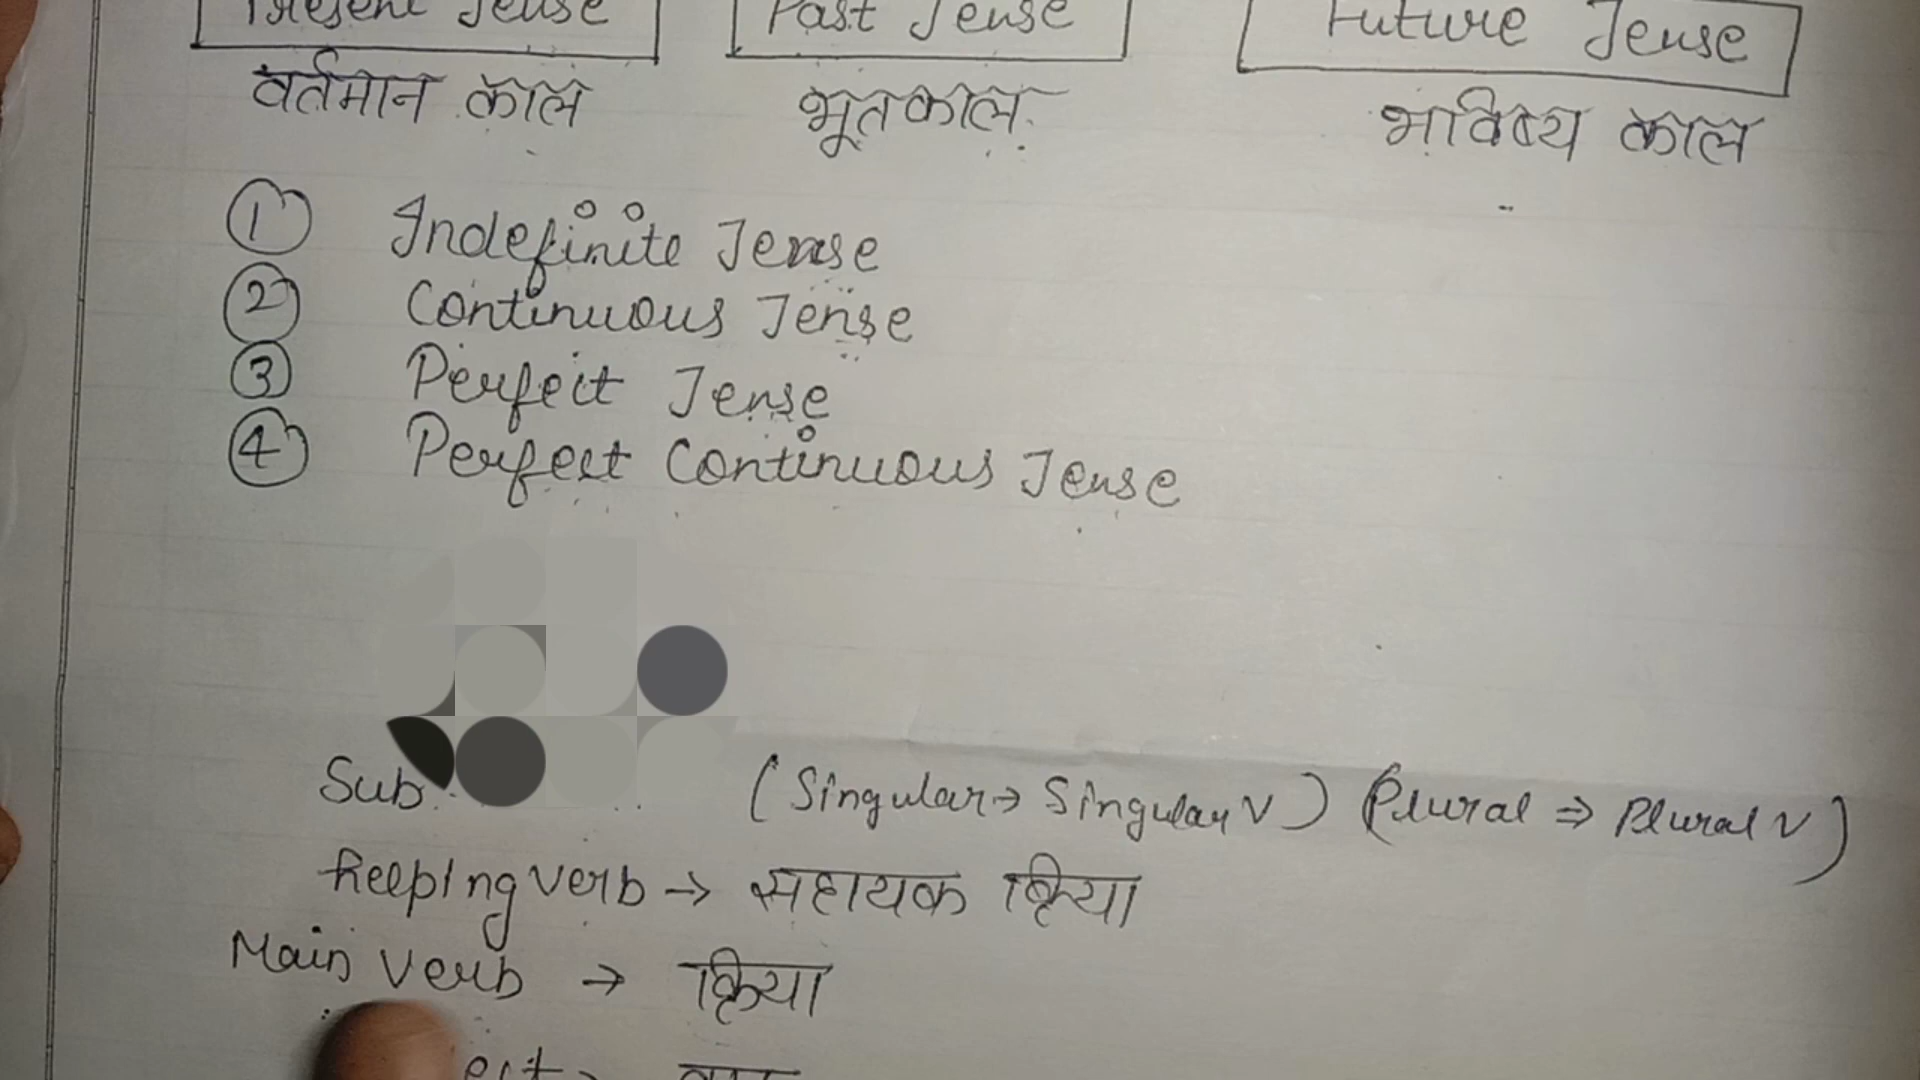 Present Tense Past Tense Future Tense
वर्तमान काल भूतकाल भाविष्य काल
① Indefinite Tense
② Continuous Tense
③ Perfect Tense
④ Perfect Continuous Tense
Sub. (Singular → Singular V) (Plural ⇒ Plural V)
helping verb → सहायक क्रिया
Main Verb → क्रिया